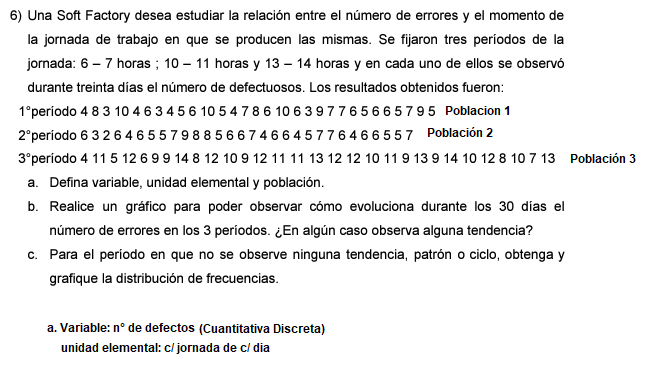 6) Una Soft Factory desea estudiar la relación entre el número de errores y el momento de
la jornada de trabajo en que se producen las mismas. Se fijaron tres períodos de la
jornada: 6 – 7 horas ; 10 – 11 horas y 13 – 14 horas y en cada uno de ellos se observó
durante treinta días el número de defectuosos. Los resultados obtenidos fueron:
1°período 4 8 3 10 4 6 3 4 5 6 10 5 4 7 8 6 10 6 3 9 7 7 6 5 6 6 5 7 9 5 Poblacion 1
2°período 6 3 2 6 4 6 5 5 7 9 8 8 5 6 6 7 4 6 6 4 5 7 7 6 4 6 6 5 5 7 Población 2
3°período 4 11 5 12 6 9 9 14 8 12 10 9 12 11 11 13 12 12 10 11 9 13 9 14 10 12 8 10 7 13 Población 3
a. Defina variable, unidad elemental y población.
b. Realice un gráfico para poder observar cómo evoluciona durante los 30 días el
número de errores en los 3 períodos. ¿En algún caso observa alguna tendencia?
c. Para el período en que no se observe ninguna tendencia, patrón o ciclo, obtenga y
grafique la distribución de frecuencias.
a. Variable: n° de defectos (Cuantitativa Discreta)
unidad elemental: c/ jornada de c/ dia